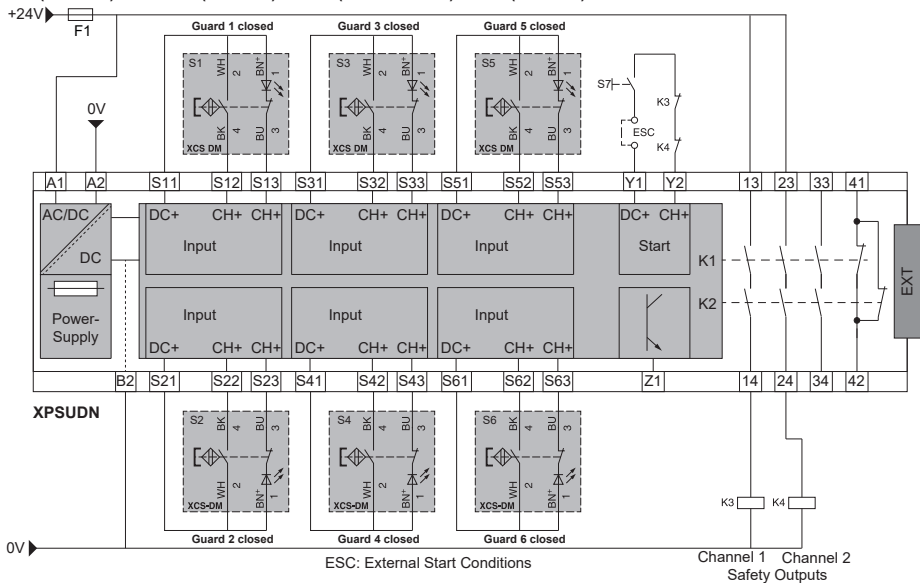 +24V
F1
0V
Guard 1 closed
Guard 3 closed
Guard 5 closed
S1 WH 2 BN+ 1
BK 4 BU 3
XCS DM
S3 WH 2 BN+ 1
BK 4 BU 3
XCS DM
S5 WH 2 BN+ 1
BK 4 BU 3
XCS DM
S7
ESC
K3
K4
A1 A2 S11 S12 S13 S31 S32 S33 S51 S52 S53 Y1 Y2 13 23 33 41
AC/DC
DC
Power-
Supply
DC+ CH+ CH+ DC+ CH+ CH+ DC+ CH+ CH+ DC+ CH+
Input Input Input Start
K1
K2
EXT
Input Input Input
DC+ CH+ CH+ DC+ CH+ CH+ DC+ CH+ CH+
B2 S21 S22 S23 S41 S42 S43 S61 S62 S63 Z1 14 24 34 42
XPSUDN
S2 BK 4 BU 3
WH 2 BN+ 1
XCS-DM
S4 BK 4 BU 3
WH 2 BN+ 1
XCS-DM
S6 BK 4 BU 3
WH 2 BN+ 1
XCS-DM
K3 K4
Guard 2 closed
Guard 4 closed
Guard 6 closed
0V
ESC: External Start Conditions
Channel 1 Channel 2
Safety Outputs